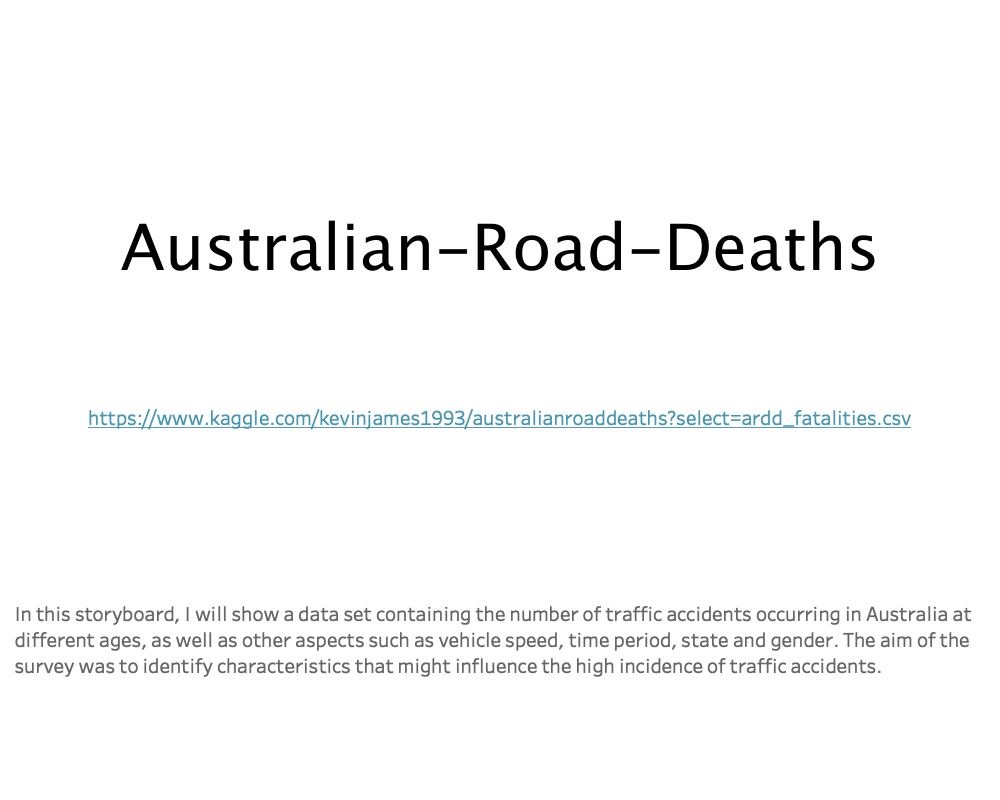 Australian-Road-Deaths
https://www.kaggle.com/kevinjames1993/australianroaddeaths?select=ardd_fatalities.csv
In this storyboard, I will show a data set containing the number of traffic accidents occurring in Australia at
different ages, as well as other aspects such as vehicle speed, time period, state and gender. The aim of the
survey was to identify characteristics that might influence the high incidence of traffic accidents.